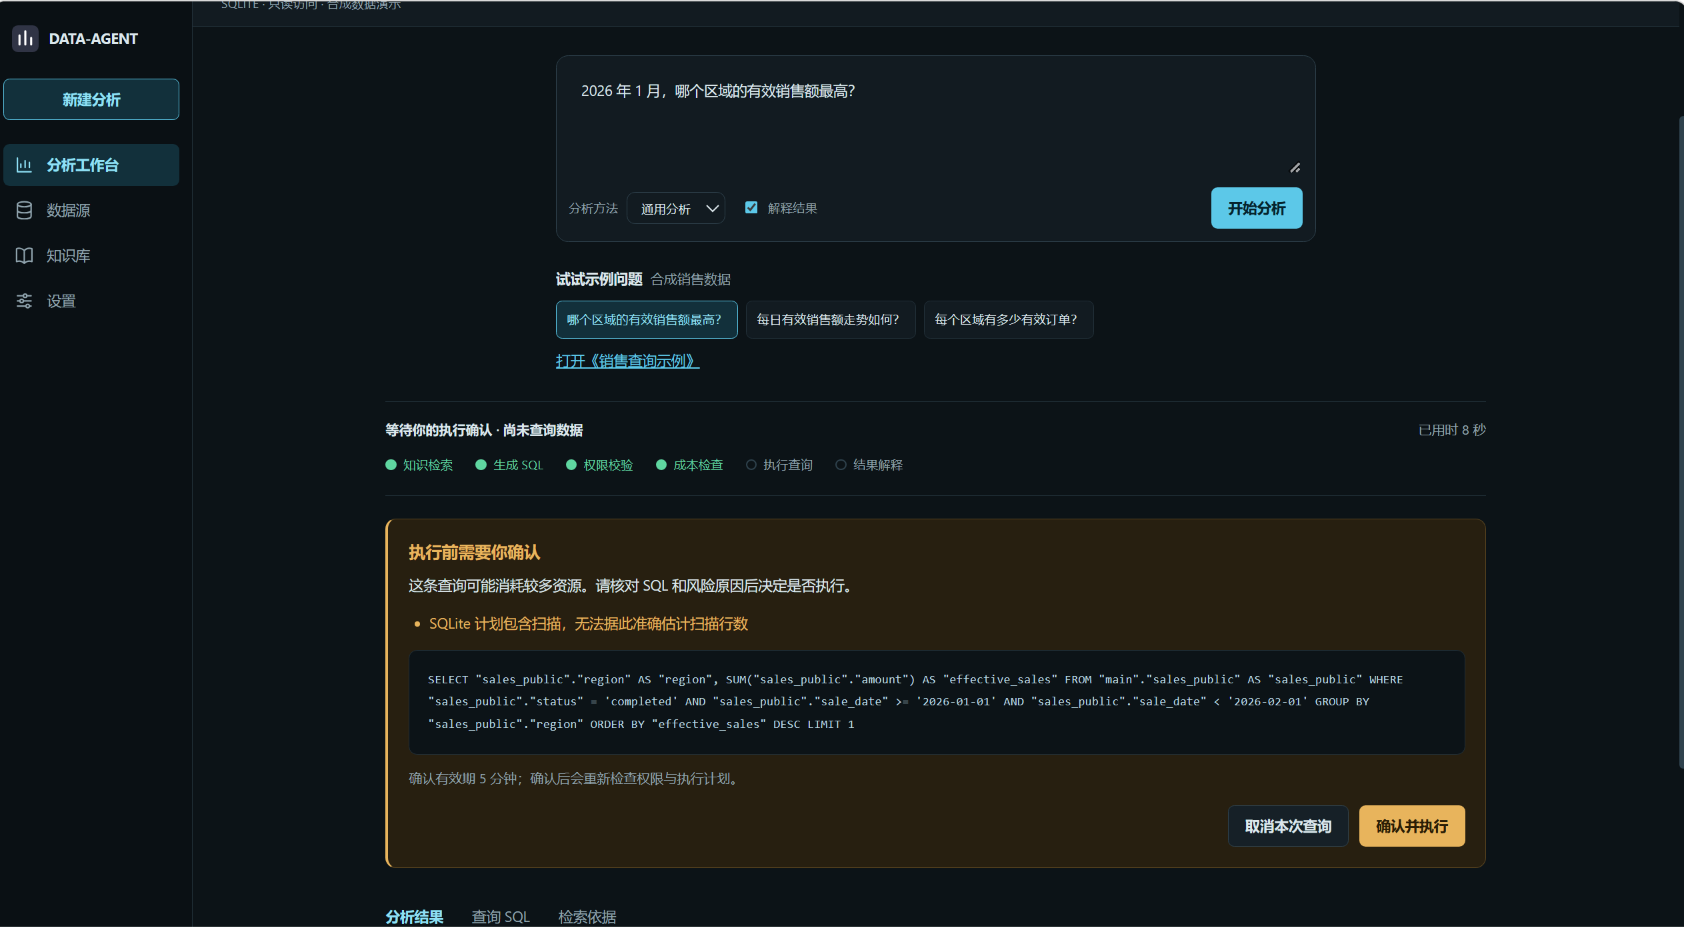 SQLITE · 只读访问 · 合成数据演示
DATA-AGENT
新建分析
分析工作台
数据源
知识库
设置
2026 年 1 月，哪个区域的有效销售额最高？
分析方法 通用分析 解释结果 开始分析
试试示例问题 合成销售数据
哪个区域的有效销售额最高？ 每日有效销售额走势如何？ 每个区域有多少有效订单？
打开《销售查询示例》
等待你的执行确认 · 尚未查询数据 已用时 8 秒
知识检索 生成 SQL 权限校验 成本检查 执行查询 结果解释
执行前需要你确认
这条查询可能消耗较多资源。请核对 SQL 和风险原因后决定是否执行。
• SQLite 计划包含扫描，无法据此准确估计扫描行数
SELECT "sales_public"."region" AS "region", SUM("sales_public"."amount") AS "effective_sales" FROM "main"."sales_public" AS "sales_public" WHERE
"sales_public"."status" = 'completed' AND "sales_public"."sale_date" >= '2026-01-01' AND "sales_public"."sale_date" < '2026-02-01' GROUP BY
"sales_public"."region" ORDER BY "effective_sales" DESC LIMIT 1
确认有效期 5 分钟；确认后会重新检查权限与执行计划。
取消本次查询 确认并执行
分析结果 查询 SQL 检索依据